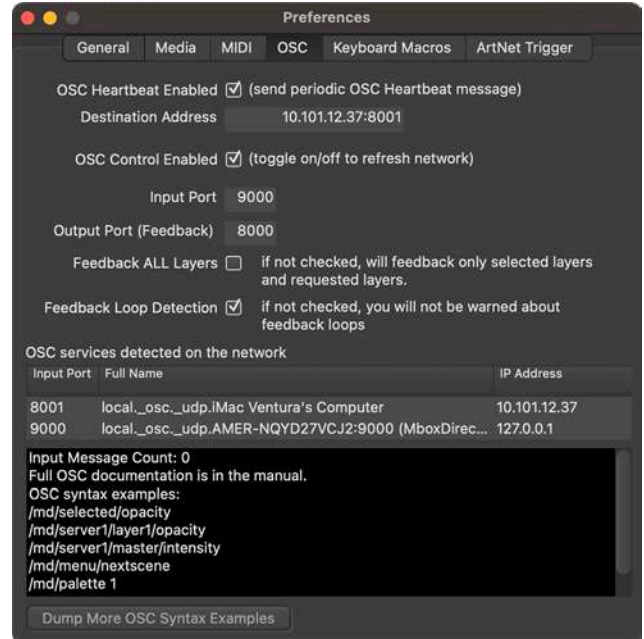 Preferences
General Media MIDI OSC Keyboard Macros ArtNet Trigger
OSC Heartbeat Enabled (send periodic OSC Heartbeat message)
Destination Address 10.101.12.37:8001
OSC Control Enabled (toggle on/off to refresh network)
Input Port 9000
Output Port (Feedback) 8000
Feedback ALL Layers if not checked, will feedback only selected layers
and requested layers.
Feedback Loop Detection if not checked, you will not be warned about
feedback loops
OSC services detected on the network
Input Port Full Name IP Address
8001 local._osc._udp.iMac Ventura's Computer 10.101.12.37
9000 local._osc._udp.AMER-NQYD27VCJ2:9000 (MboxDirec... 127.0.0.1
Input Message Count: 0
Full OSC documentation is in the manual.
OSC syntax examples:
/md/selected/opacity
/md/server1/layer1/opacity
/md/server1/master/intensity
/md/menu/nextscene
/md/palette 1
Dump More OSC Syntax Examples